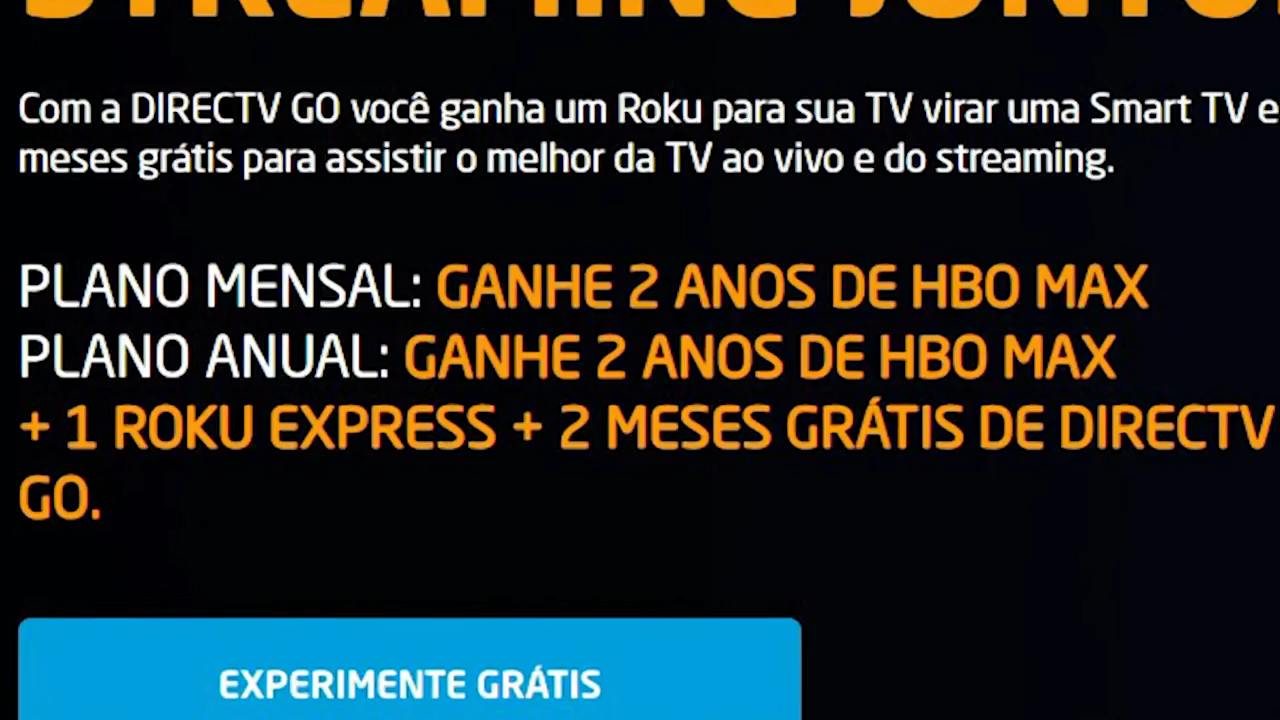 STREAMING JUNTO
Com a DIRECTV GO você ganha um Roku para sua TV virar uma Smart TV e
meses grátis para assistir o melhor da TV ao vivo e do streaming.
PLANO MENSAL: GANHE 2 ANOS DE HBO MAX
PLANO ANUAL: GANHE 2 ANOS DE HBO MAX
+ 1 ROKU EXPRESS + 2 MESES GRÁTIS DE DIRECTV
GO.
EXPERIMENTE GRÁTIS